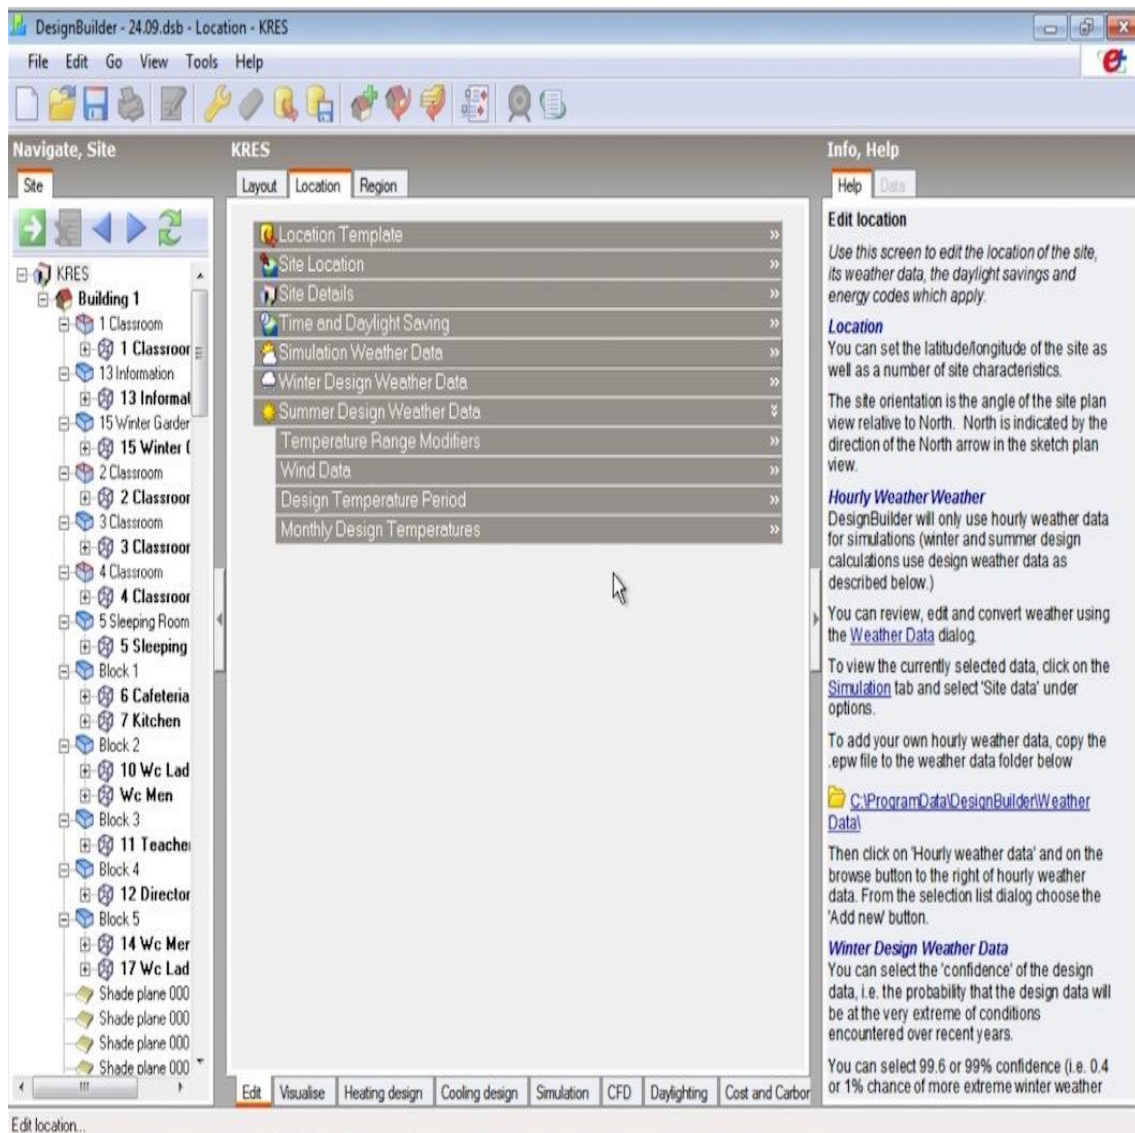 DesignBuilder - 24.09.dsb - Location - KRES
File Edit Go View Tools Help
Navigate, Site
Site
KRES
Building 1
1 Classroom
1 Classroor
13 Information
13 Informat
15 Winter Garder
15 Winter (
2 Classroom
2 Classroor
3 Classroom
3 Classroor
4 Classroom
4 Classroor
5 Sleeping Room
5 Sleeping
Block 1
6 Cafeteria
7 Kitchen
Block 2
10 Wc Lad
Wc Men
Block 3
11 Teacher
Block 4
12 Director
Block 5
14 Wc Mer
17 Wc Lad
Shade plane 000
Shade plane 000
Shade plane 000
Shade plane 000
KRES
Layout Location Region
Location Template »
Site Location »
Site Details »
Time and Daylight Saving »
Simulation Weather Data »
Winter Design Weather Data »
Summer Design Weather Data
Temperature Range Modifiers »
Wind Data »
Design Temperature Period »
Monthly Design Temperatures »
Edit Visualise Heating design Cooling design Simulation CFD Daylighting Cost and Carbor
Info, Help
Help Data
Edit location
Use this screen to edit the location of the site,
its weather data, the daylight savings and
energy codes which apply.
Location
You can set the latitude/longitude of the site as
well as a number of site characteristics.
The site orientation is the angle of the site plan
view relative to North. North is indicated by the
direction of the North arrow in the sketch plan
view.
Hourly Weather Weather
DesignBuilder will only use hourly weather data
for simulations (winter and summer design
calculations use design weather data as
described below.)
You can review, edit and convert weather using
the Weather Data dialog.
To view the currently selected data, click on the
Simulation tab and select 'Site data' under
options.
To add your own hourly weather data, copy the
.epw file to the weather data folder below
C:\ProgramData\DesignBuilder\Weather
Data\
Then click on 'Hourly weather data' and on the
browse button to the right of hourly weather
data. From the selection list dialog choose the
'Add new' button.
Winter Design Weather Data
You can select the 'confidence' of the design
data, i.e. the probability that the design data will
be at the very extreme of conditions
encountered over recent years.
You can select 99.6 or 99% confidence (i.e. 0.4
or 1% chance of more extreme winter weather
Edit location...